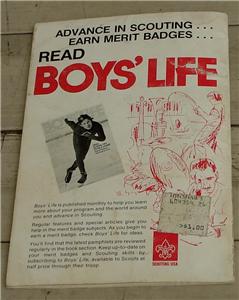 ADVANCE IN SCOUTING . . .
EARN MERIT BADGES . . .
READ
BOYS' LIFE
Boys' Life is published monthly to help you learn
more about your program and the world around
you and advance in Scouting.
Regular features and special articles give you
help in the merit badge subjects. As you begin to
earn a merit badge, check Boys' Life for ideas.
You'll find that the latest pamphlets are reviewed
regularly in the book section. Keep up-to-date on
your merit badges and Scouting skills by
subscribing to Boys' Life, available to Scouts at
half price through their troop.
$1.00
SCOUTING/USA